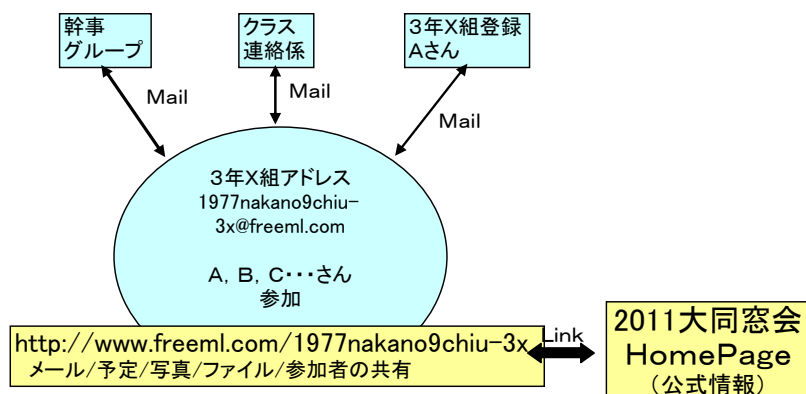 幹事
グループ
クラス
連絡係
3年X組登録
Aさん
Mail
Mail
Mail
3年X組アドレス
1977nakano9chiu-
3x@freeml.com
A, B, C・・・さん
参加
http://www.freeml.com/1977nakano9chiu-3x
メール/予定/写真/ファイル/参加者の共有
Link
2011大同窓会
HomePage
（公式情報）